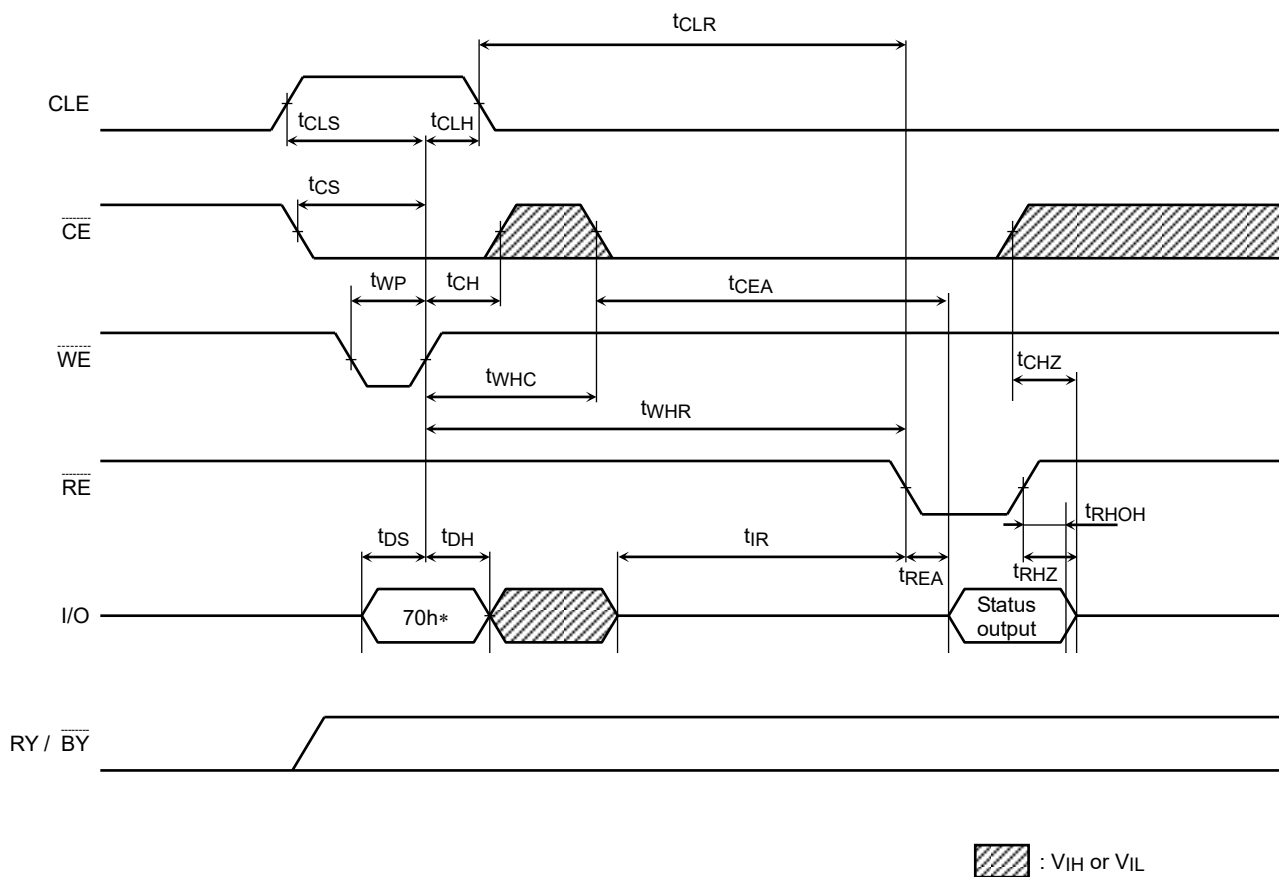 tCLR
CLE
tCLS
tCLH
tCS
CE
tWP
tCH
tCEA
WE
tCHZ
tWHC
tWHR
RE
tRHOH
tDS
tDH
tIR
tREA
tRHZ
I/O
70h*
Status
output
RY / BY
: VIH or VIL